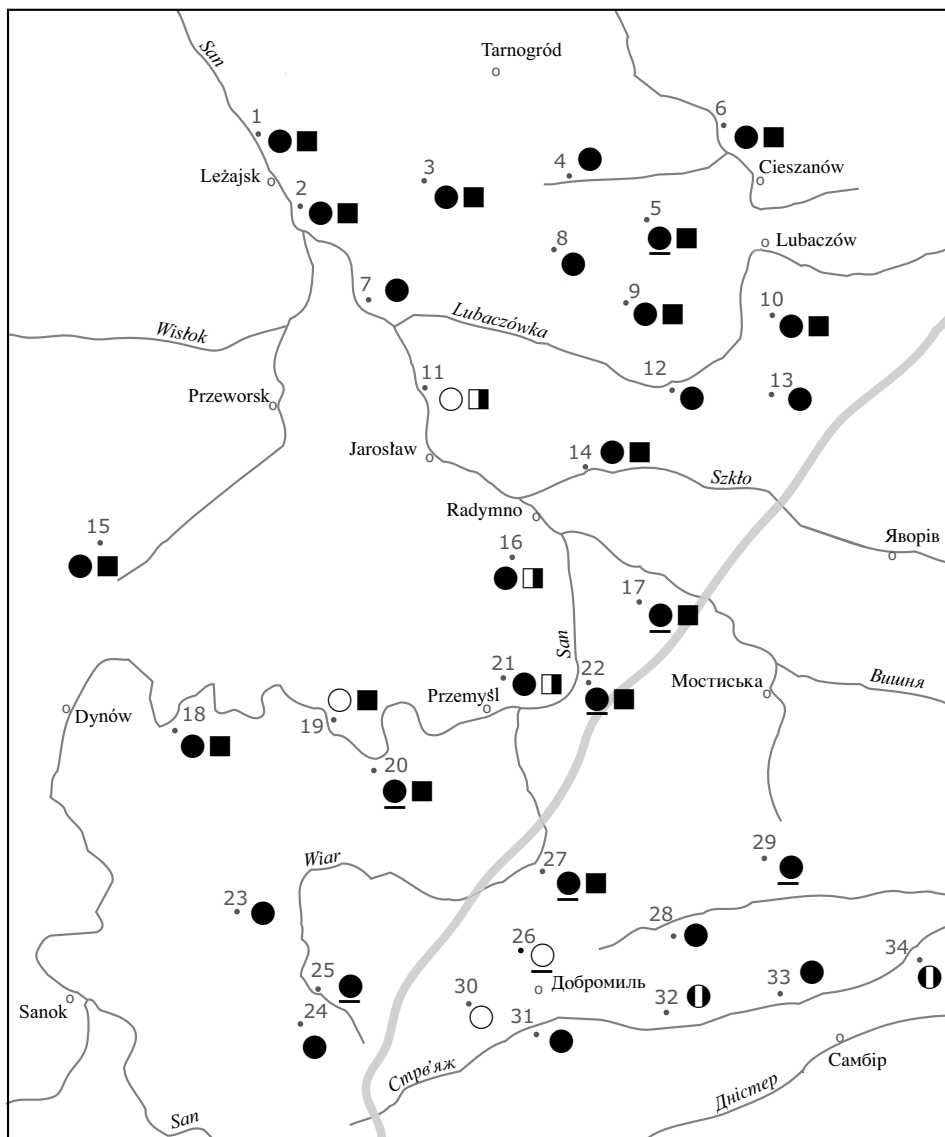 San
Tarnogród
1
6
Leżajsk
3
4
Cieszanów
2
5
Lubaczów
8
7
9
10
Lubaczówka
Wisłok
11
12
13
Przeworsk
Jarosław
14
Szkło
Radymno
15
16
Яворів
17
San
21
22
Мостиська
Вишня
Przemyśl
Dynów
18
19
20
Wiar
27
29
23
28
26
34
25
Добромиль
33
Sanok
30
32
24
31
Самбір
Стрв'яж
Дністер
San